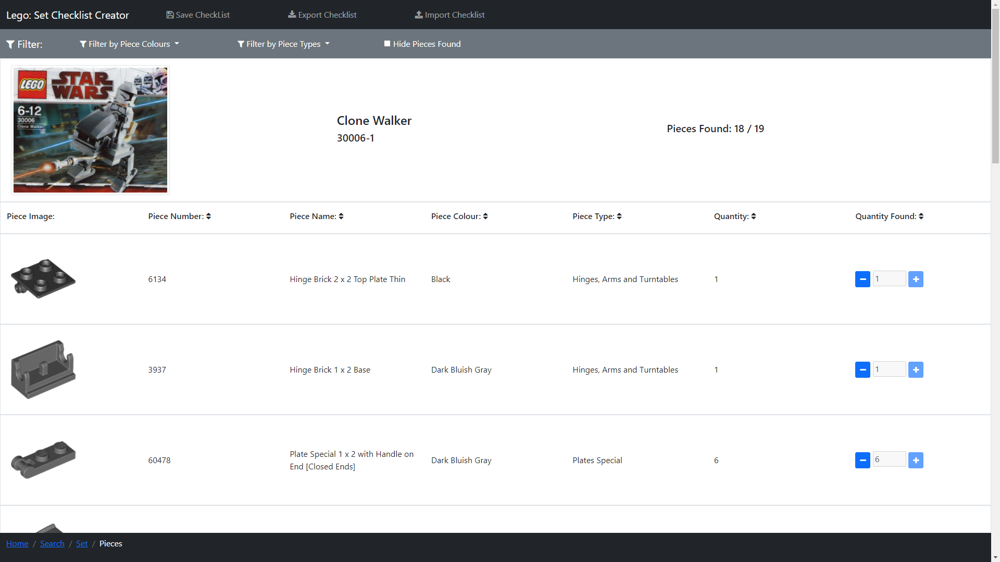 Lego: Set Checklist Creator
Save CheckList
Export Checklist
Import Checklist
Filter:
Filter by Piece Colours
Filter by Piece Types
Hide Pieces Found
LEGO
STAR WARS
6-12
30006
Clone Walker
Clone Walker
30006-1
Pieces Found: 18 / 19
Piece Image:
Piece Number:
Piece Name:
Piece Colour:
Piece Type:
Quantity:
Quantity Found:
6134
Hinge Brick 2 x 2 Top Plate Thin
Black
Hinges, Arms and Turntables
1
1
3937
Hinge Brick 1 x 2 Base
Dark Bluish Gray
Hinges, Arms and Turntables
1
1
60478
Plate Special 1 x 2 with Handle on
End [Closed Ends]
Dark Bluish Gray
Plates Special
6
6
Home / Search / Set / Pieces